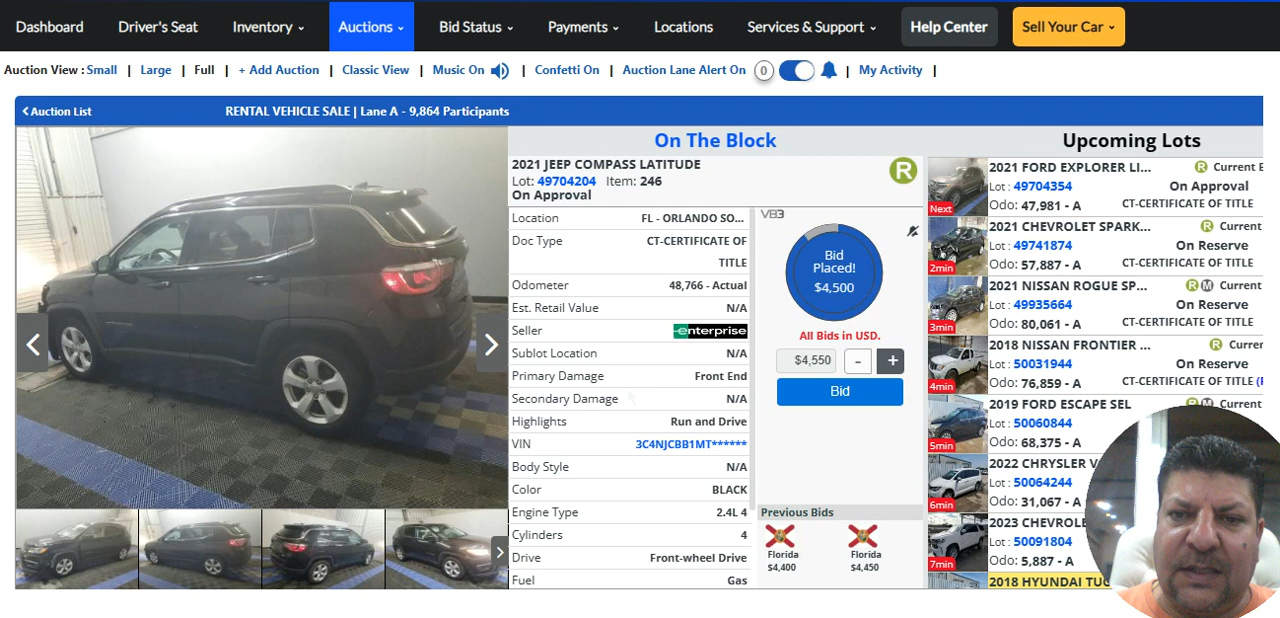 Dashboard Driver's Seat Inventory Auctions Bid Status Payments Locations Services & Support Help Center Sell Your Car
Auction View : Small | Large | Full | + Add Auction | Classic View | Music On | Confetti On | Auction Lane Alert On 0 | My Activity |
Auction List RENTAL VEHICLE SALE | Lane A - 9,864 Participants
On The Block
2021 JEEP COMPASS LATITUDE
Lot: 49704204 Item: 246
On Approval
R
Location FL - ORLANDO SO...
Doc Type CT-CERTIFICATE OF
TITLE
Odometer 48,766 - Actual
Est. Retail Value N/A
Seller enterprise
Sublot Location N/A
Primary Damage Front End
Secondary Damage N/A
Highlights Run and Drive
VIN 3C4NJCBB1MT******
Body Style N/A
Color BLACK
Engine Type 2.4L 4
Cylinders 4
Drive Front-wheel Drive
Fuel Gas
VB3
Bid
Placed!
$4,500
All Bids in USD.
$4,550 - +
Bid
Previous Bids
Florida Florida
$4,400 $4,450
Upcoming Lots
2021 FORD EXPLORER LI... R Current
Lot : 49704354 On Approval
Next Odo: 47,981 - A CT-CERTIFICATE OF TITLE
2021 CHEVROLET SPARK... R Current
Lot : 49741874 On Reserve
2min Odo: 57,887 - A CT-CERTIFICATE OF TITLE
2021 NISSAN ROGUE SP... R M Current
Lot : 49935664 On Reserve
3min Odo: 80,061 - A CT-CERTIFICATE OF TITLE
2018 NISSAN FRONTIER ... R Curren
Lot : 50031944 On Reserve
4min Odo: 76,859 - A CT-CERTIFICATE OF TITLE (
2019 FORD ESCAPE SEL R M Current
Lot : 50060844
5min Odo: 68,375 - A
2022 CHRYSLER V
Lot : 50064244
6min Odo: 31,067 - A
2023 CHEVROLE
Lot : 50091804
7min Odo: 5,887 - A
2018 HYUNDAI TUC